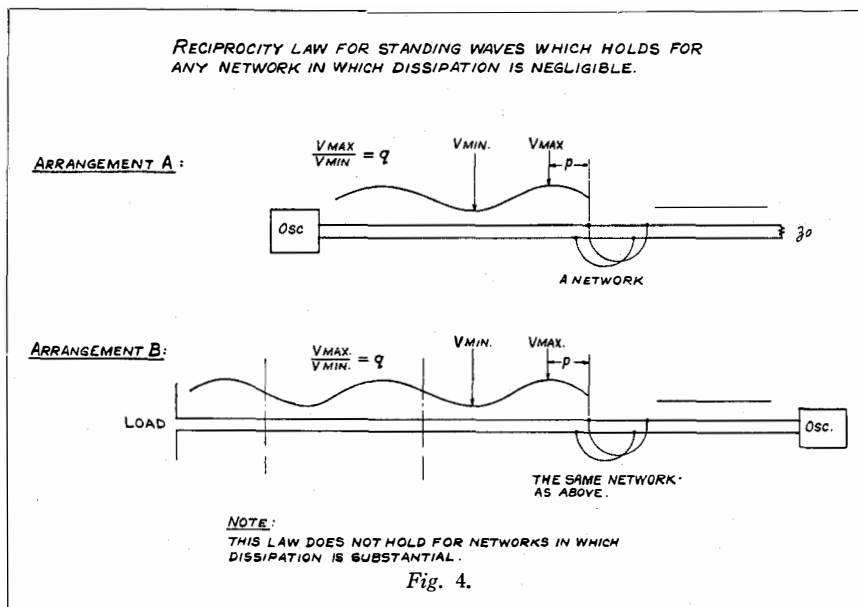 RECIPROCITY LAW FOR STANDING WAVES WHICH HOLDS FOR
ANY NETWORK IN WHICH DISSIPATION IS NEGLIGIBLE.
ARRANGEMENT A:
VMAX
VMIN
= q
VMIN.
VMAX
p
OSC
A NETWORK
z0
ARRANGEMENT B:
VMAX.
VMIN.
= q
VMIN.
VMAX.
p
LOAD
OSC.
THE SAME NETWORK.
AS ABOVE.
NOTE:
THIS LAW DOES NOT HOLD FOR NETWORKS IN WHICH
DISSIPATION IS SUBSTANTIAL.
Fig. 4.